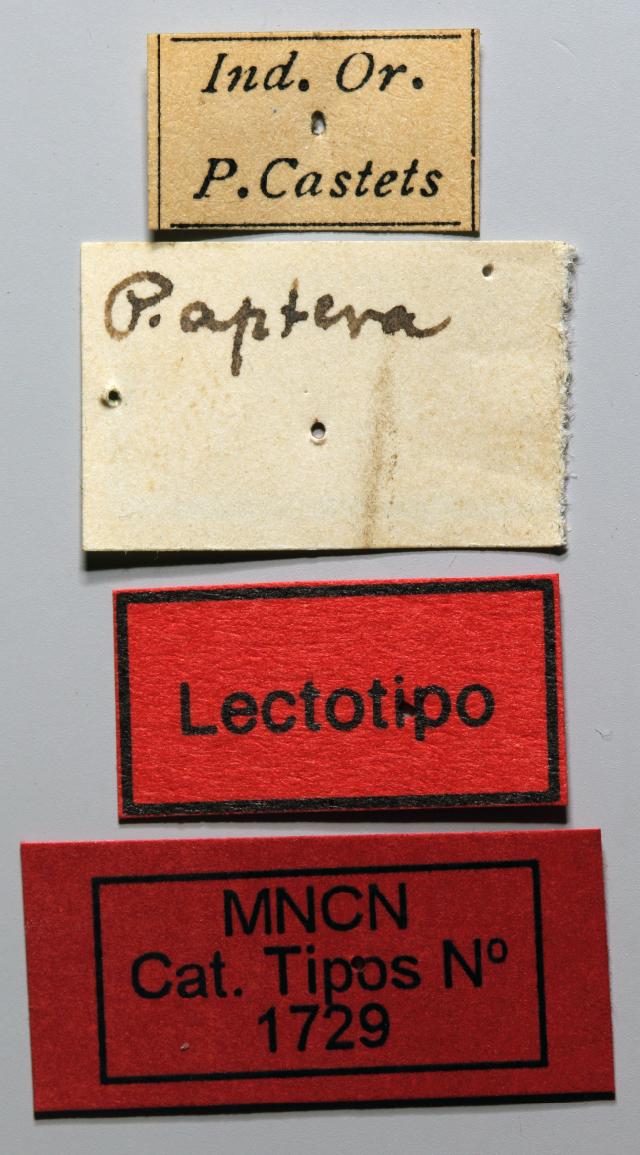 Ind. Or.
P. Castets
P. aptera
Lectotipo
MNCN
Cat. Tipos Nº
1729